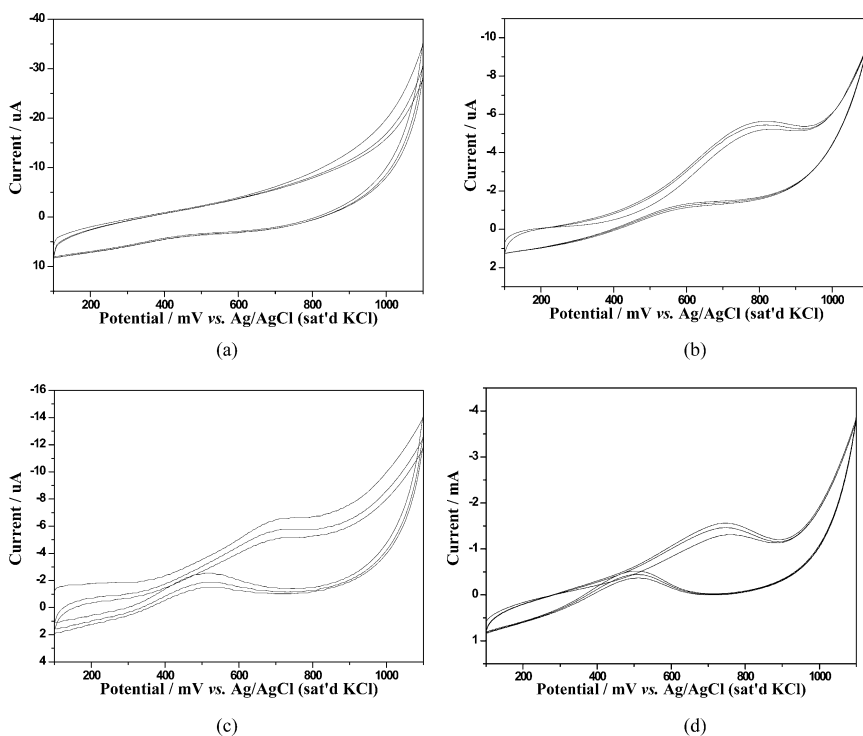 -40
-30
-20
-10
0
10
Current / uA
200 400 600 800 1000
Potential / mV vs. Ag/AgCl (sat'd KCl)
(a)
-10
-8
-6
-4
-2
0
2
Current / uA
200 400 600 800 1000
Potential / mV vs. Ag/AgCl (sat'd KCl)
(b)
-16
-14
-12
-10
-8
-6
-4
-2
0
2
4
Current / uA
200 400 600 800 1000
Potential / mV vs. Ag/AgCl (sat'd KCl)
(c)
-4
-3
-2
-1
0
1
Current / mA
200 400 600 800 1000
Potential / mV vs. Ag/AgCl (sat'd KCl)
(d)